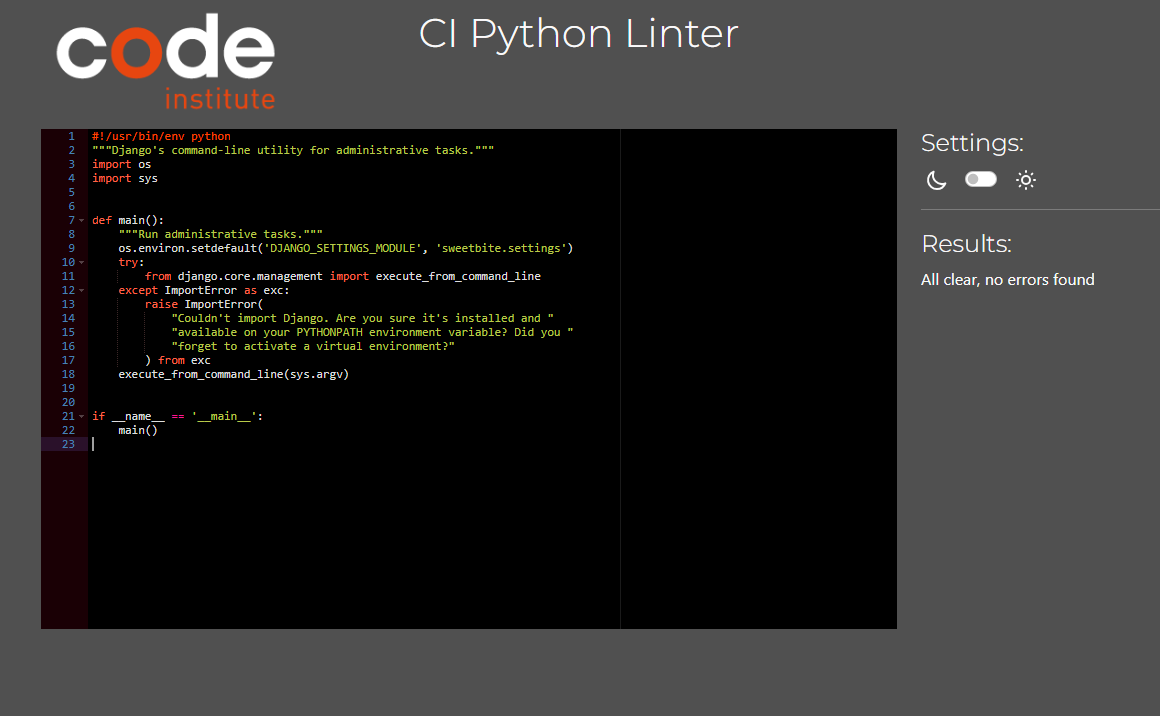 code
institute
CI Python Linter
1 #!/usr/bin/env python
2 """Django's command-line utility for administrative tasks."""
3 import os
4 import sys
5
6
7 def main():
8     """Run administrative tasks."""
9     os.environ.setdefault('DJANGO_SETTINGS_MODULE', 'sweetbite.settings')
10     try:
11         from django.core.management import execute_from_command_line
12     except ImportError as exc:
13         raise ImportError(
14             "Couldn't import Django. Are you sure it's installed and "
15             "available on your PYTHONPATH environment variable? Did you "
16             "forget to activate a virtual environment?"
17         ) from exc
18     execute_from_command_line(sys.argv)
19
20
21 if __name__ == '__main__':
22     main()
23
Settings:
Results:
All clear, no errors found